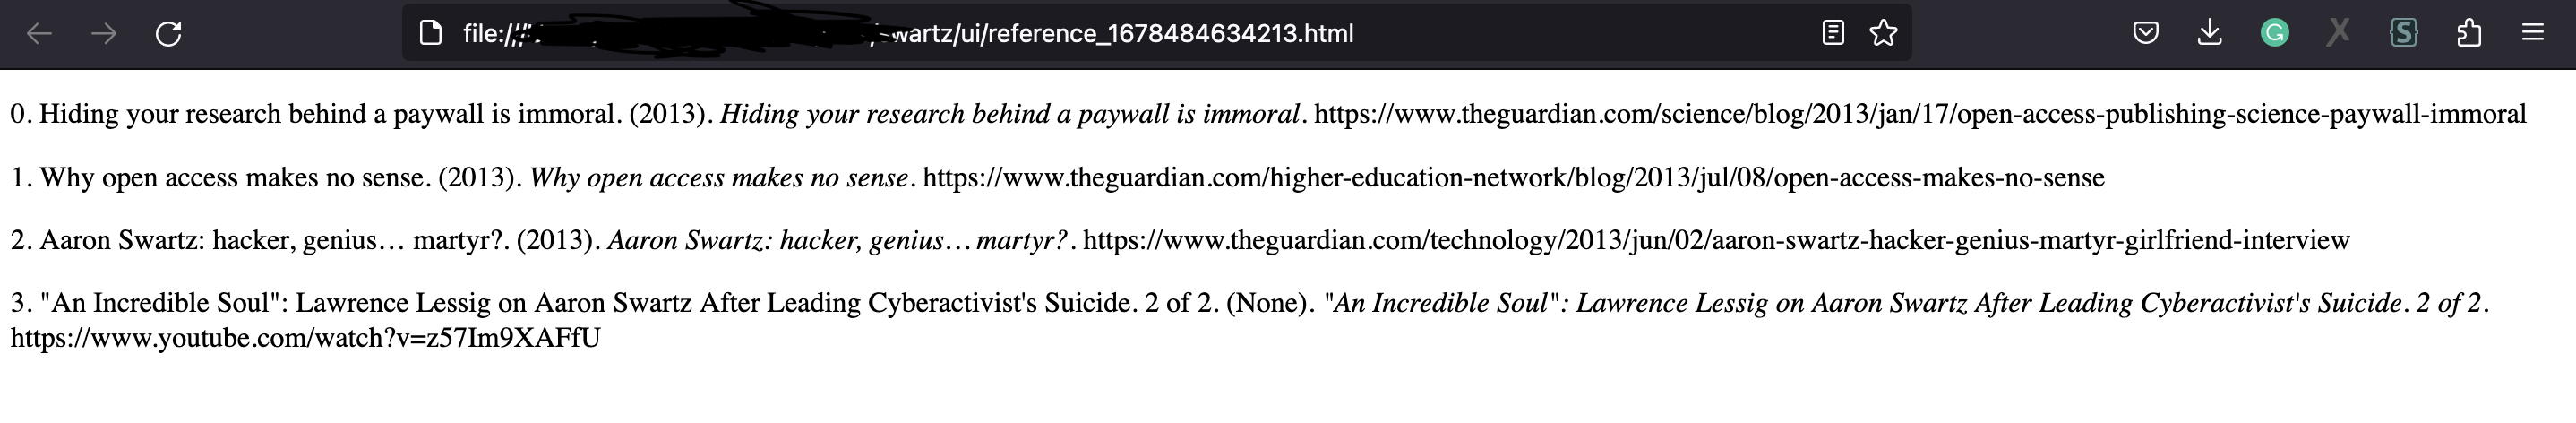 file:/// wartz/ui/reference_1678484634213.html
0. Hiding your research behind a paywall is immoral. (2013). Hiding your research behind a paywall is immoral. https://www.theguardian.com/science/blog/2013/jan/17/open-access-publishing-science-paywall-immoral
1. Why open access makes no sense. (2013). Why open access makes no sense. https://www.theguardian.com/higher-education-network/blog/2013/jul/08/open-access-makes-no-sense
2. Aaron Swartz: hacker, genius… martyr?. (2013). Aaron Swartz: hacker, genius… martyr?. https://www.theguardian.com/technology/2013/jun/02/aaron-swartz-hacker-genius-martyr-girlfriend-interview
3. "An Incredible Soul": Lawrence Lessig on Aaron Swartz After Leading Cyberactivist's Suicide. 2 of 2. (None). "An Incredible Soul": Lawrence Lessig on Aaron Swartz After Leading Cyberactivist's Suicide. 2 of 2.
https://www.youtube.com/watch?v=z57Im9XAFfU